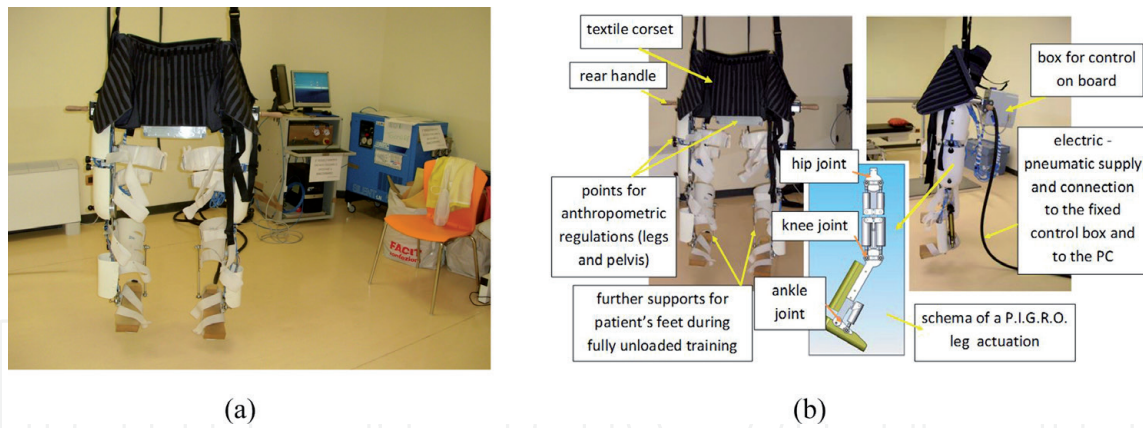 textile corset
rear handle
points for
anthropometric
regulations (legs
and pelvis)
further supports for
patient's feet during
fully unloaded training
hip joint
knee joint
ankle
joint
box for control
on board
electric -
pneumatic supply
and connection
to the fixed
control box and
to the PC
schema of a P.I.G.R.O.
leg actuation
FACIT
(a)
(b)